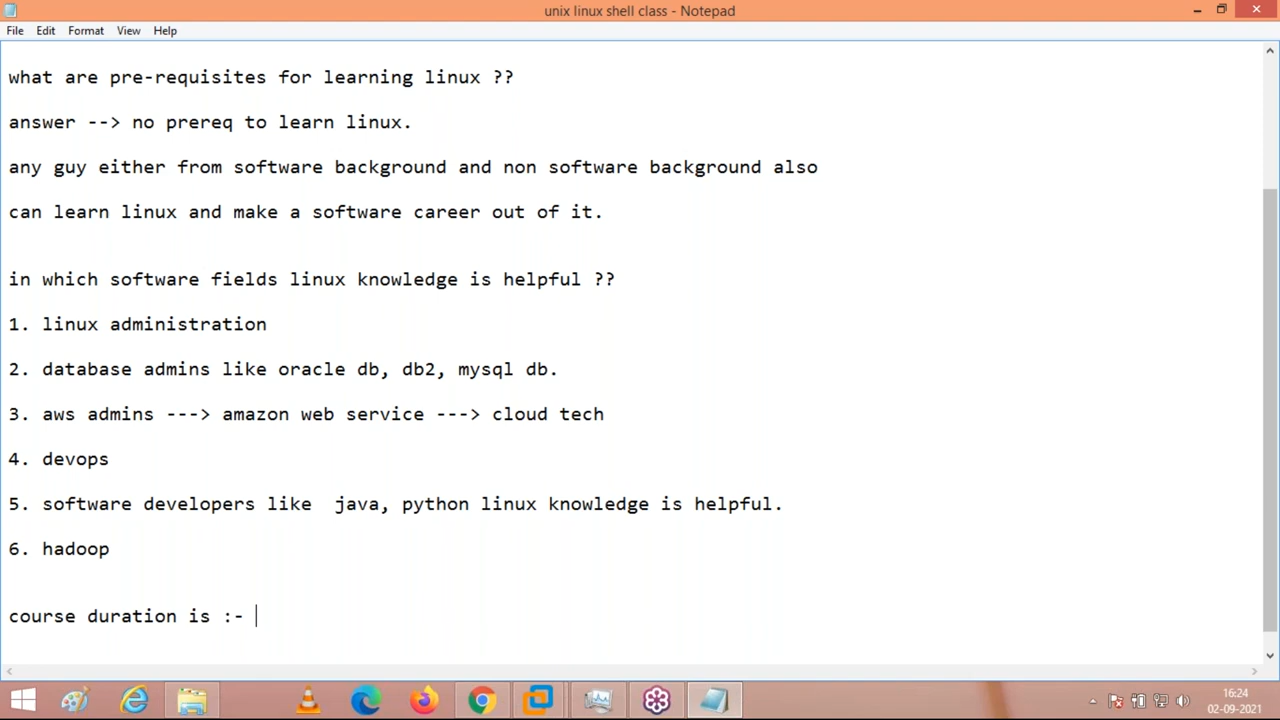 unix linux shell class - Notepad
File Edit Format View Help
what are pre-requisites for learning linux ??
answer --> no prereq to learn linux.
any guy either from software background and non software background also
can learn linux and make a software career out of it.
in which software fields linux knowledge is helpful ??
1. linux administration
2. database admins like oracle db, db2, mysql db.
3. aws admins ---> amazon web service ---> cloud tech
4. devops
5. software developers like  java, python linux knowledge is helpful.
6. hadoop
course duration is :-
16:24
02-09-2021